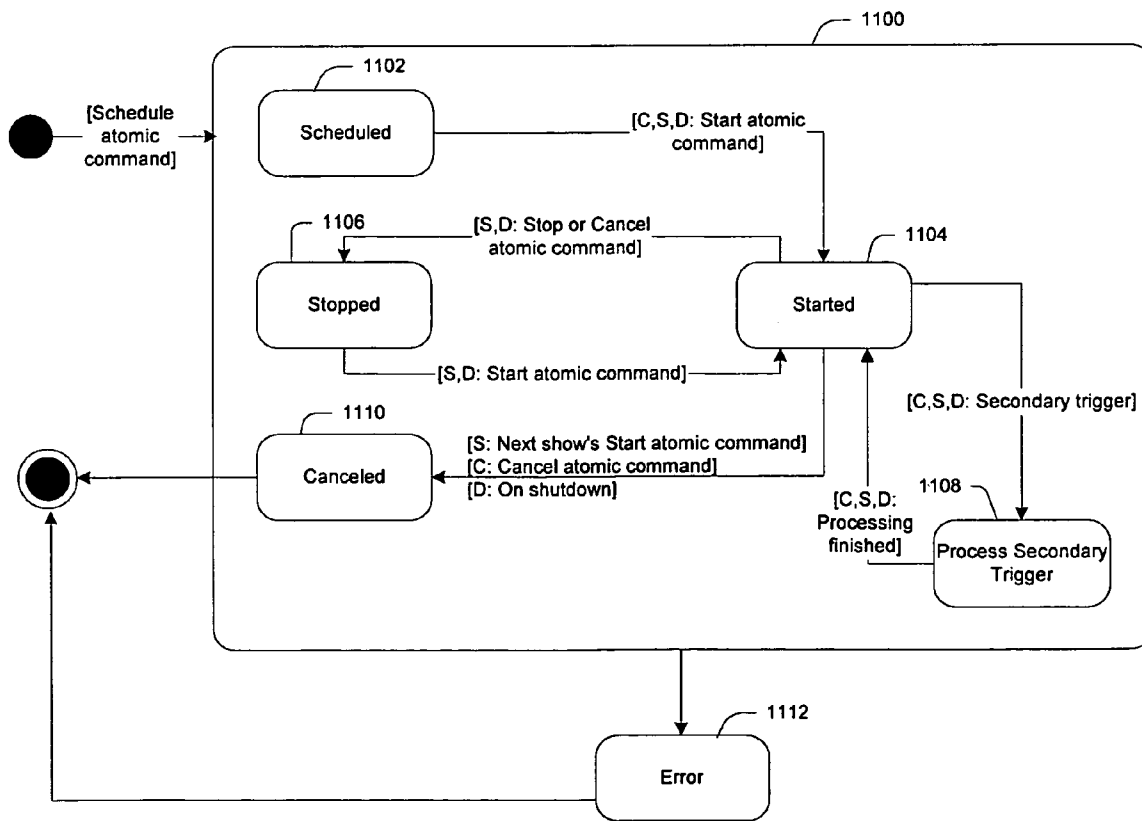 1100
1102
[Schedule
atomic
command]
Scheduled
[C,S,D: Start atomic
command]
1106
[S,D: Stop or Cancel
atomic command]
1104
Stopped
Started
[S,D: Start atomic command]
[C,S,D: Secondary trigger]
1110
[S: Next show's Start atomic command]
[C: Cancel atomic command]
[D: On shutdown]
Canceled
[C,S,D:
Processing
finished]
1108
Process Secondary
Trigger
1112
Error